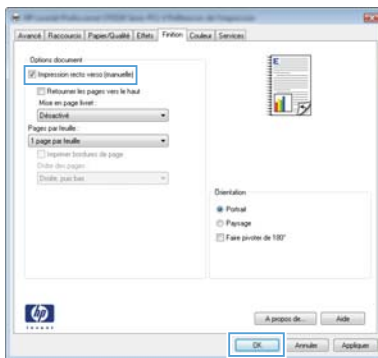 Avancé Raccourcis Papier/Qualité Effets Finition Couleur Services
Options document
Impression recto verso (manuelle)
Retourner les pages vers le haut
Mise en page livret :
Désactivé
Pages par feuille :
1 page par feuille
Imprimer bordures de page
Ordre des pages :
Droite, puis bas
E
Orientation
Portrait
Paysage
Faire pivoter de 180°
hp
invent
A propos de... Aide
OK Annuler Appliquer